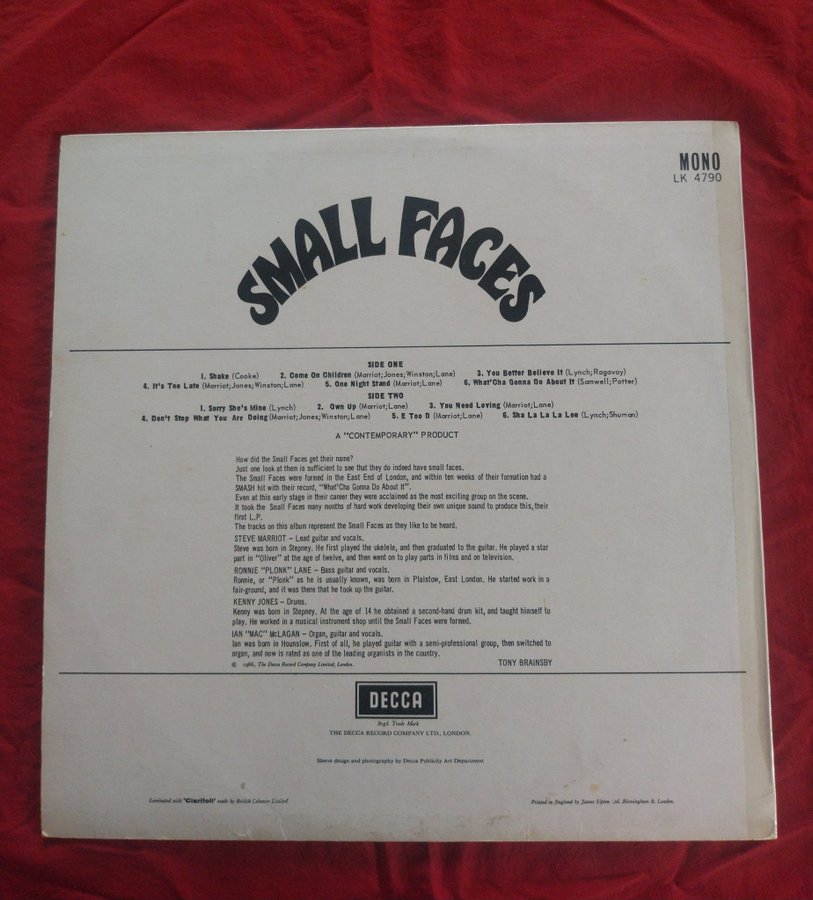 MONO
LK 4790
SMALL FACES
SIDE ONE
1. Shake (Cooke) 2. Come On Children (Marriot;Jones;Winston;Lane) 3. You Better Believe It (Lynch;Ragavoy)
4. It's Too Late (Marriot;Jones;Winston;Lane) 5. One Night Stand (Marriot;Lane) 6. What'Cha Gonna Do About It (Samwell;Potter)
SIDE TWO
1. Sorry She's Mine (Lynch) 2. Own Up (Marriot;Lane) 3. You Need Loving (Marriot;Lane)
4. Don't Stop What You Are Doing (Marriot;Jones;Winston;Lane) 5. E Too D (Marriot;Lane) 6. Sha La La La Lee (Lynch;Shuman)
A "CONTEMPORARY" PRODUCT
How did the Small Faces get their name?
Just one look at them is sufficient to see that they do indeed have small faces.
The Small Faces were formed in the East End of London, and within ten weeks of their formation had a
SMASH hit with their record, "What'Cha Gonna Do About It".
Even at this early stage in their career they were acclaimed as the most exciting group on the scene.
It took the Small Faces many months of hard work developing their own unique sound to produce this, their
first L.P.
The tracks on this album represent the Small Faces as they like to be heard.
STEVE MARRIOT – Lead guitar and vocals.
Steve was born in Stepney. He first played the ukelele, and then graduated to the guitar. He played a star
part in "Oliver" at the age of twelve, and then went on to play parts in films and on television.
RONNIE "PLONK" LANE – Bass guitar and vocals.
Ronnie, or "Plonk" as he is usually known, was born in Plaistow, East London. He started work in a
fair-ground, and it was there that he took up the guitar.
KENNY JONES – Drums.
Kenny was born in Stepney. At the age of 14 he obtained a second-hand drum kit, and taught himself to
play. He worked in a musical instrument shop until the Small Faces were formed.
IAN "MAC" McLAGAN – Organ, guitar and vocals.
Ian was born in Hounslow. First of all, he played guitar with a semi-professional group, then switched to
organ, and now is rated as one of the leading organists in the country.
© 1966, The Decca Record Company Limited, London. TONY BRAINSBY
DECCA
Regd. Trade Mark
THE DECCA RECORD COMPANY LTD., LONDON.
Sleeve design and photography by Decca Publicity Art Department
Laminated with 'Clarifoil' made by British Celanese Limited
Printed in England by James Upton Ltd. Birmingham & London.